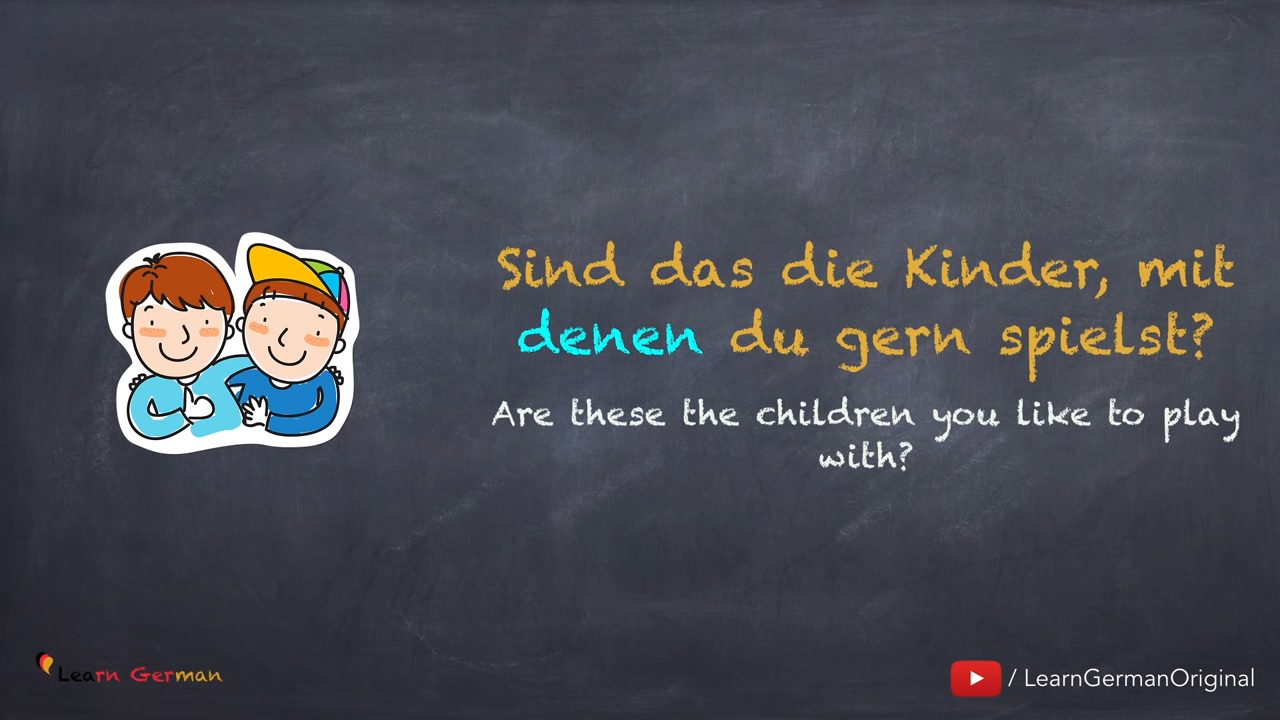 Sind das die Kinder, mit
denen du gern spielst?
Are these the children you like to play
with?
Learn German
/ LearnGermanOriginal